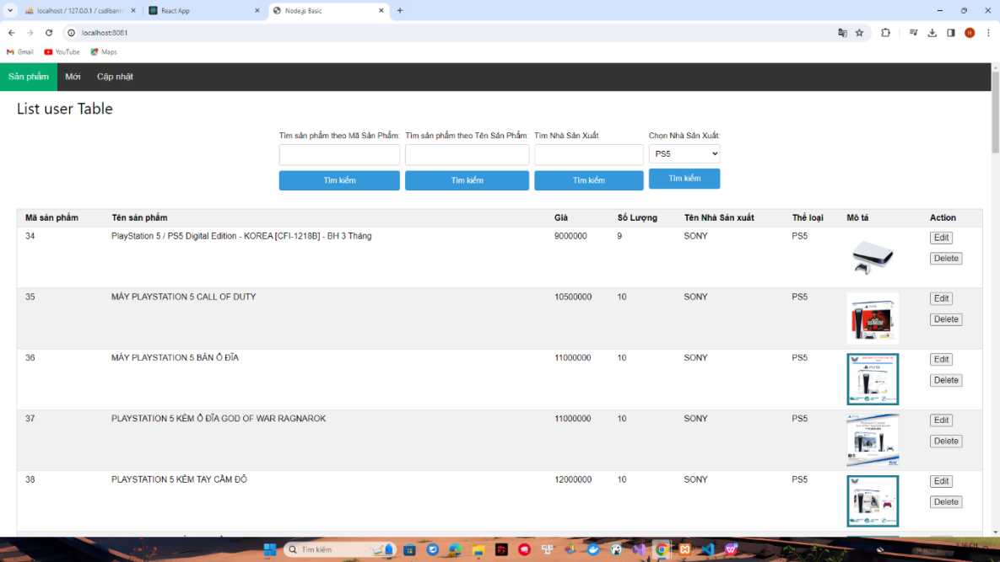 localhost / 127.0.0.1 / csdlbanm
React App
Node.js Basic
localhost:8081
Gmail
YouTube
Maps
Sản phẩm
Mới
Cập nhật
List user Table
Tìm sản phẩm theo Mã Sản Phẩm:
Tìm sản phẩm theo Tên Sản Phẩm:
Tìm Nhà Sản Xuất
Chọn Nhà Sản Xuất:
PS5
Tìm kiếm
Tìm kiếm
Tìm kiếm
Tìm kiếm
Mã sản phẩm Tên sản phẩm Giá Số Lượng Tên Nhà Sản xuất Thể loại Mô tả Action
34 PlayStation 5 / PS5 Digital Edition - KOREA [CFI-1218B] - BH 3 Tháng 9000000 9 SONY PS5 Edit
Delete
35 MÁY PLAYSTATION 5 CALL OF DUTY 10500000 10 SONY PS5 Edit
Delete
36 MÁY PLAYSTATION 5 BẢN Ổ ĐĨA 11000000 10 SONY PS5 Edit
Delete
37 PLAYSTATION 5 KÈM Ổ ĐĨA GOD OF WAR RAGNAROK 11000000 10 SONY PS5 Edit
Delete
38 PLAYSTATION 5 KÈM TAY CẦM ĐỎ 12000000 10 SONY PS5 Edit
Delete
Tìm kiếm